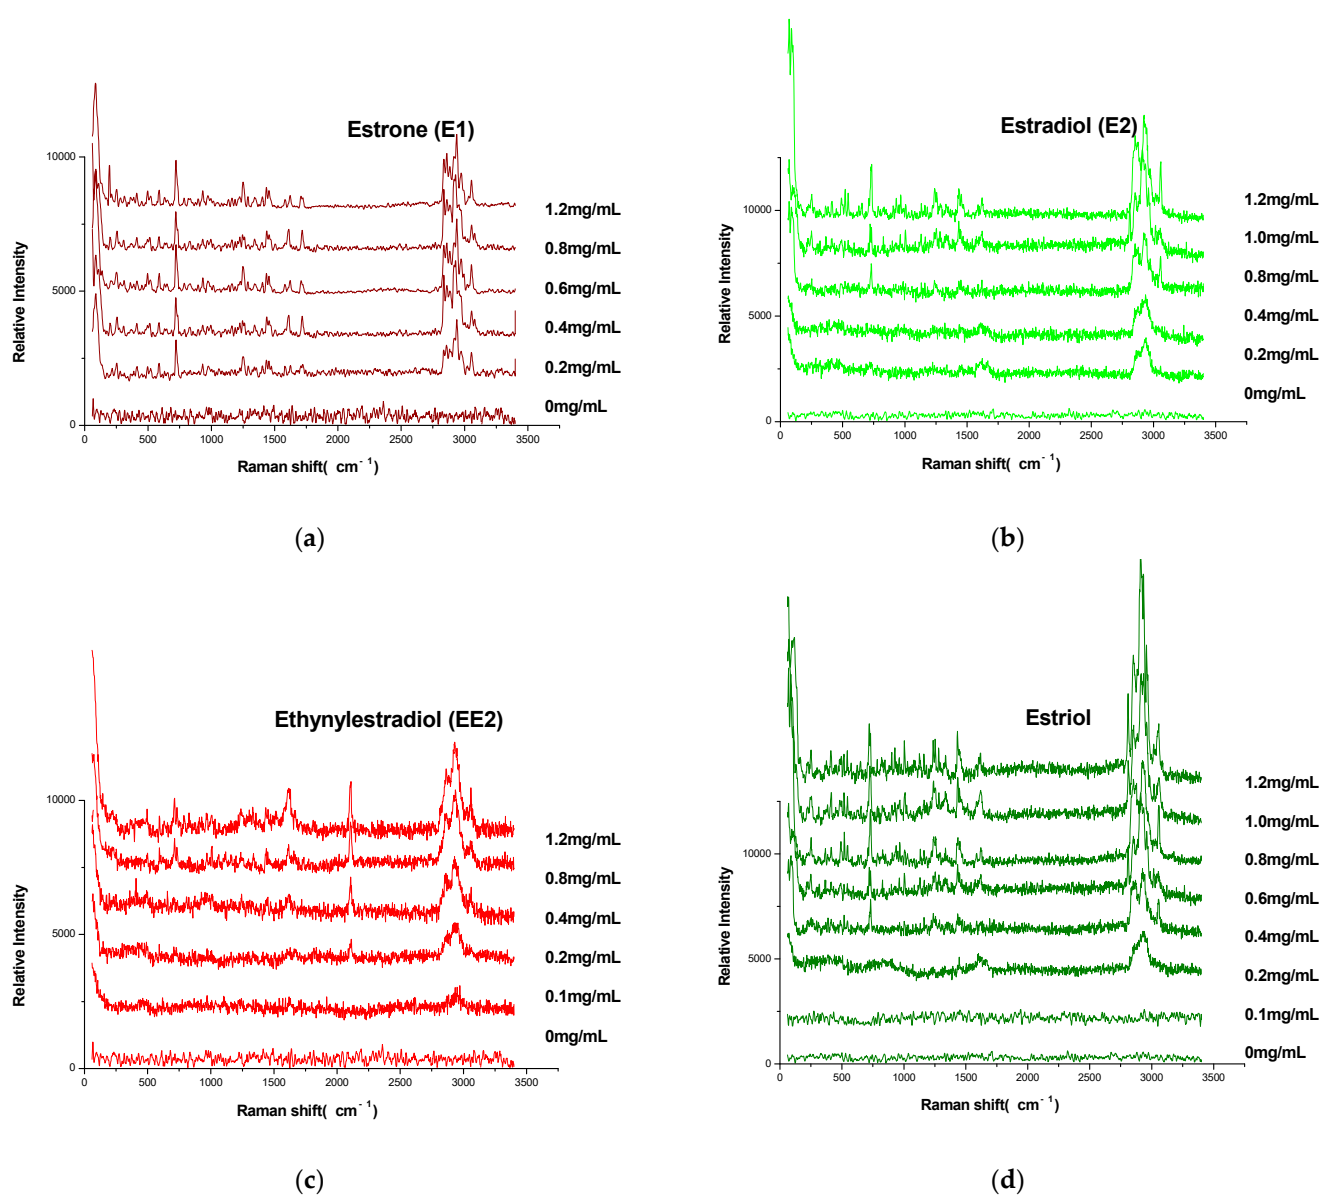 Estrone (E1)
10000
5000
0
Relative Intensity
1.2mg/mL
0.8mg/mL
0.6mg/mL
0.4mg/mL
0.2mg/mL
0mg/mL
0 500 1000 1500 2000 2500 3000 3500
Raman shift( cm⁻¹)
(a)
Estradiol (E2)
10000
5000
0
Relative Intensity
1.2mg/mL
1.0mg/mL
0.8mg/mL
0.4mg/mL
0.2mg/mL
0mg/mL
0 500 1000 1500 2000 2500 3000 3500
Raman shift( cm⁻¹)
(b)
Ethynylestradiol (EE2)
10000
5000
0
Relative Intensity
1.2mg/mL
0.8mg/mL
0.4mg/mL
0.2mg/mL
0.1mg/mL
0mg/mL
0 500 1000 1500 2000 2500 3000 3500
Raman shift( cm⁻¹)
(c)
Estriol
10000
5000
0
Relative Intensity
1.2mg/mL
1.0mg/mL
0.8mg/mL
0.6mg/mL
0.4mg/mL
0.2mg/mL
0.1mg/mL
0mg/mL
0 500 1000 1500 2000 2500 3000 3500
Raman shift( cm⁻¹)
(d)